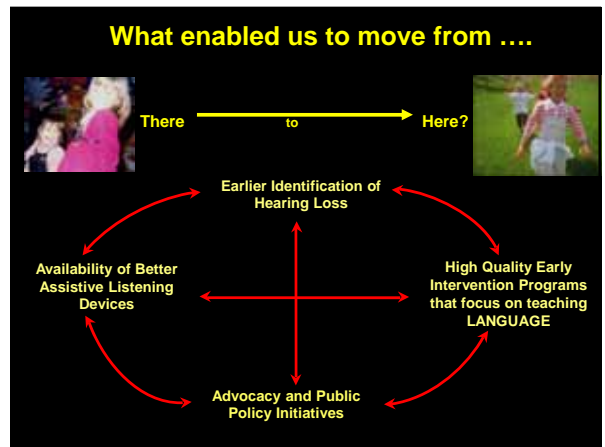 What enabled us to move from ....
There
to
Here?
Earlier Identification of
Hearing Loss
Availability of Better
Assistive Listening
Devices
High Quality Early
Intervention Programs
that focus on teaching
LANGUAGE
Advocacy and Public
Policy Initiatives